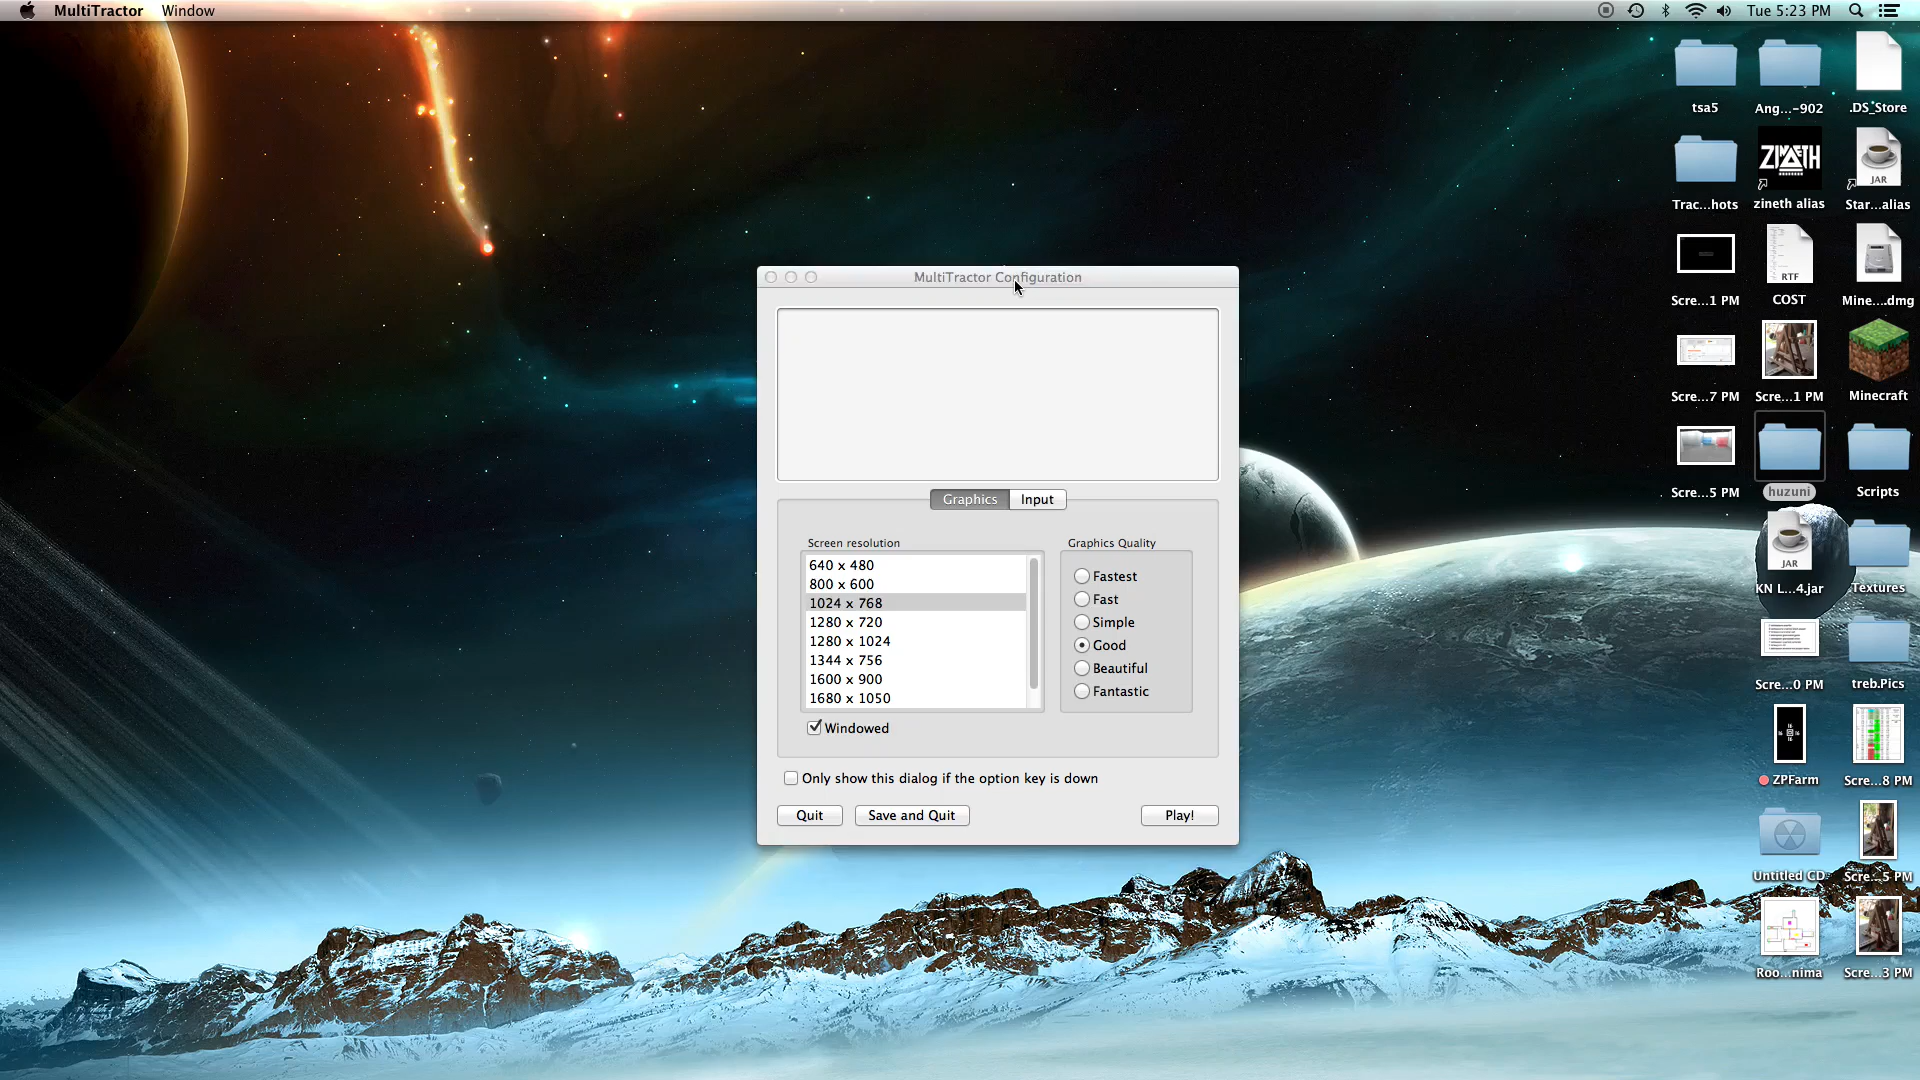 MultiTractor Window
Tue 5:23 PM
tsa5
Ang...-902
.DS_Store
Trac...hots
ZINETH
zineth alias
JAR
Star...alias
Scre...1 PM
RTF
COST
Mine....dmg
Scre...7 PM
Scre...1 PM
Minecraft
Scre...5 PM
huzuni
Scripts
JAR
KN L...4.jar
Textures
Scre...0 PM
treb.Pics
ZPFarm
Scre...8 PM
Untitled CD
Scre...5 PM
Roo...nima
Scre...3 PM
MultiTractor Configuration
Graphics
Input
Screen resolution
640 x 480
800 x 600
1024 x 768
1280 x 720
1280 x 1024
1344 x 756
1600 x 900
1680 x 1050
Windowed
Graphics Quality
Fastest
Fast
Simple
Good
Beautiful
Fantastic
Only show this dialog if the option key is down
Quit
Save and Quit
Play!